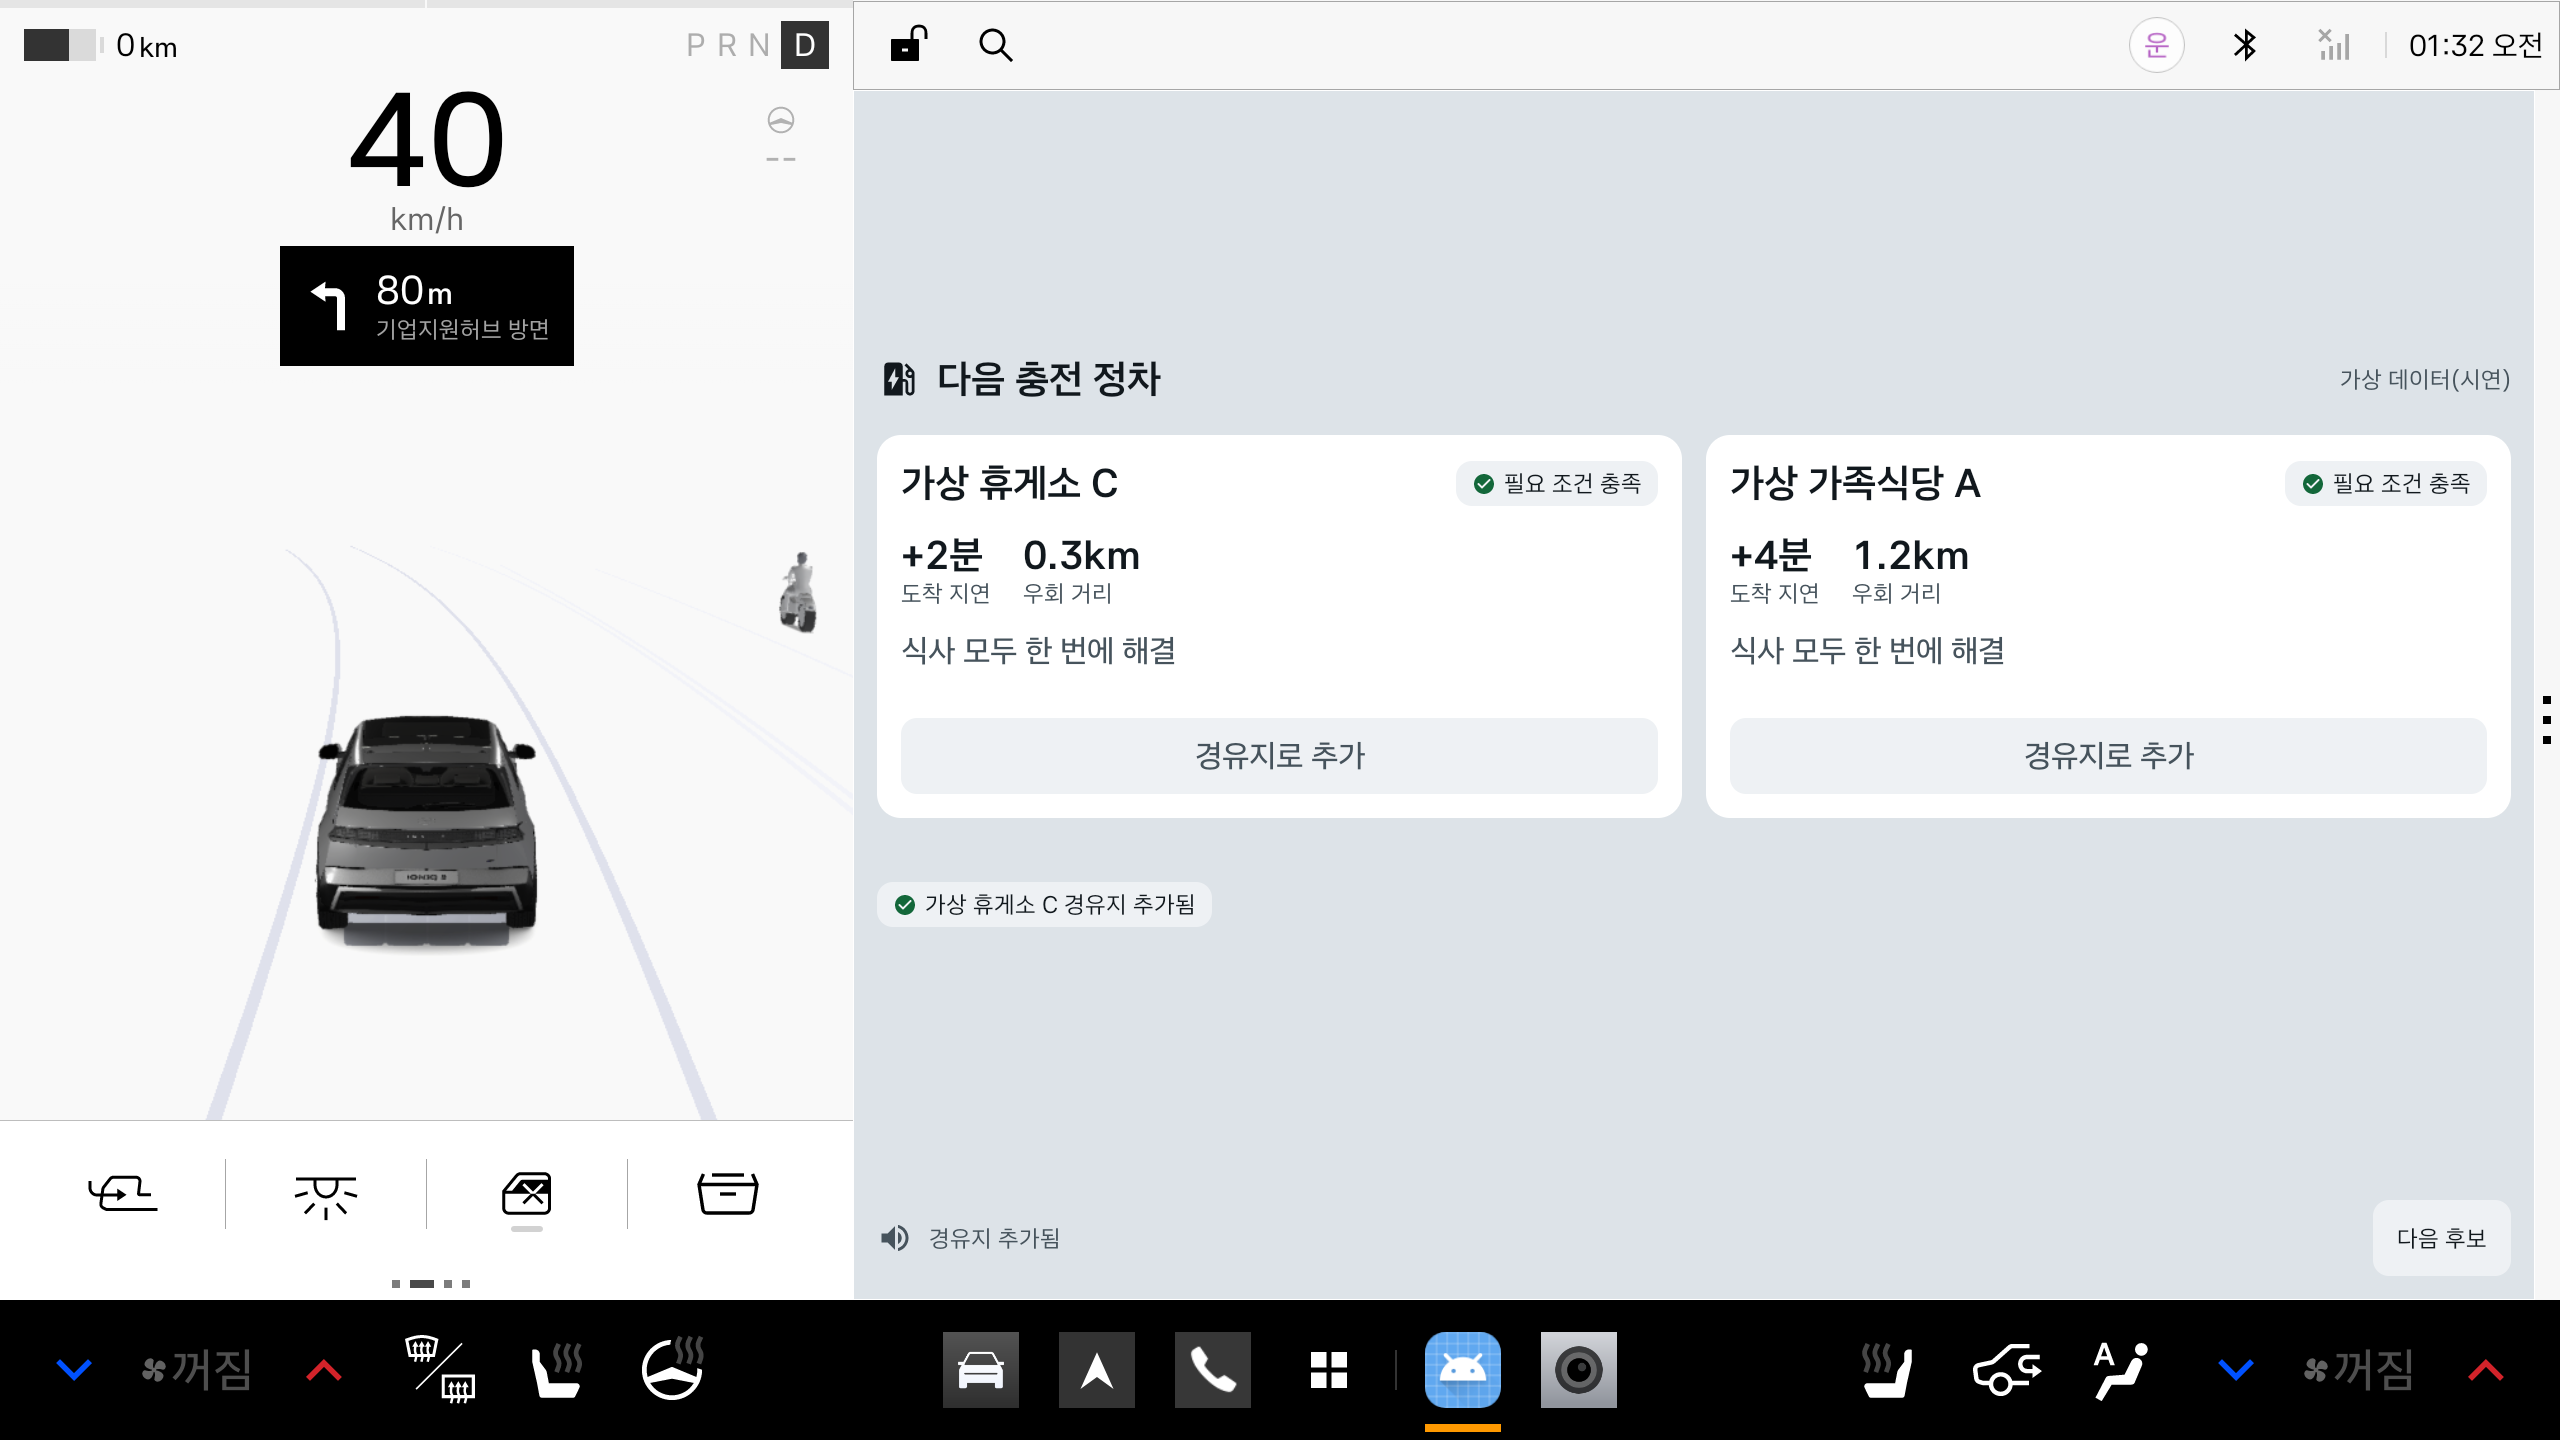 0 km
P R N D
40
km/h
80 m
기업지원허브 방면
운
01:32 오전
다음 충전 정차
가상 데이터(시연)
가상 휴게소 C
필요 조건 충족
+2분 0.3km
도착 지연 우회 거리
식사 모두 한 번에 해결
경유지로 추가
가상 가족식당 A
필요 조건 충족
+4분 1.2km
도착 지연 우회 거리
식사 모두 한 번에 해결
경유지로 추가
가상 휴게소 C 경유지 추가됨
경유지 추가됨
다음 후보
꺼짐
A
꺼짐